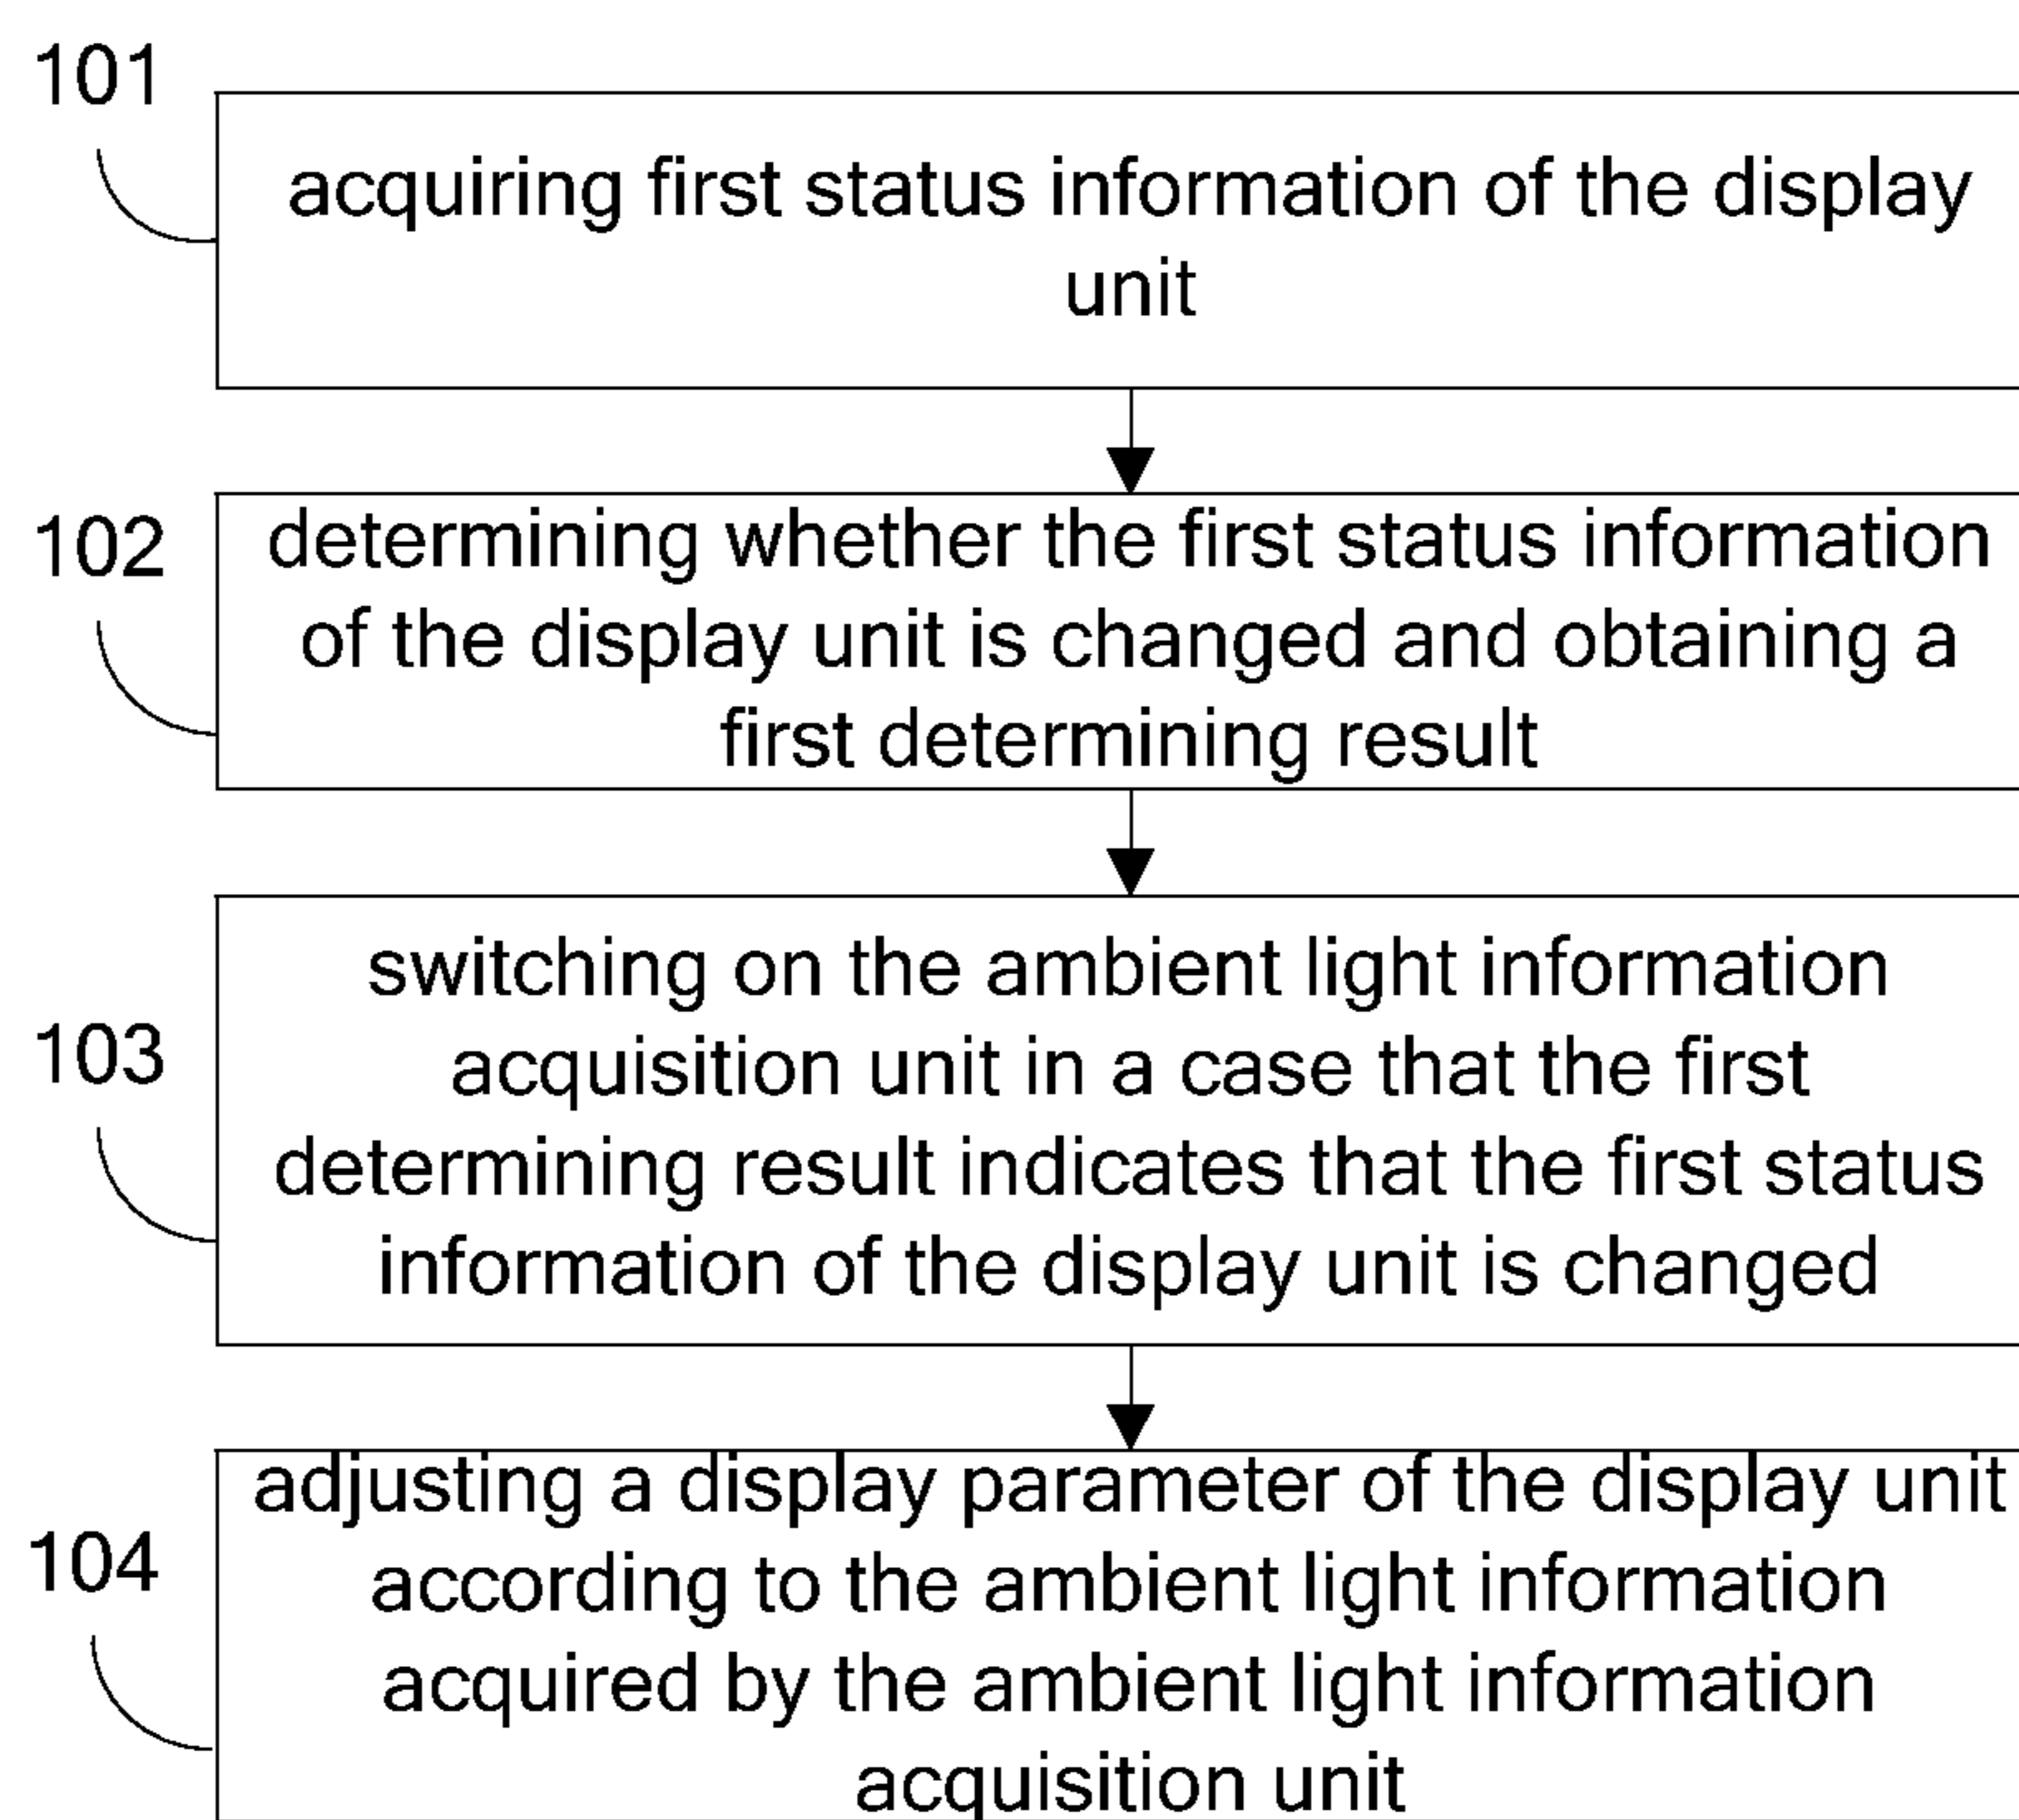 101
acquiring first status information of the display
unit
102
determining whether the first status information
of the display unit is changed and obtaining a
first determining result
103
switching on the ambient light information
acquisition unit in a case that the first
determining result indicates that the first status
information of the display unit is changed
104
adjusting a display parameter of the display unit
according to the ambient light information
acquired by the ambient light information
acquisition unit